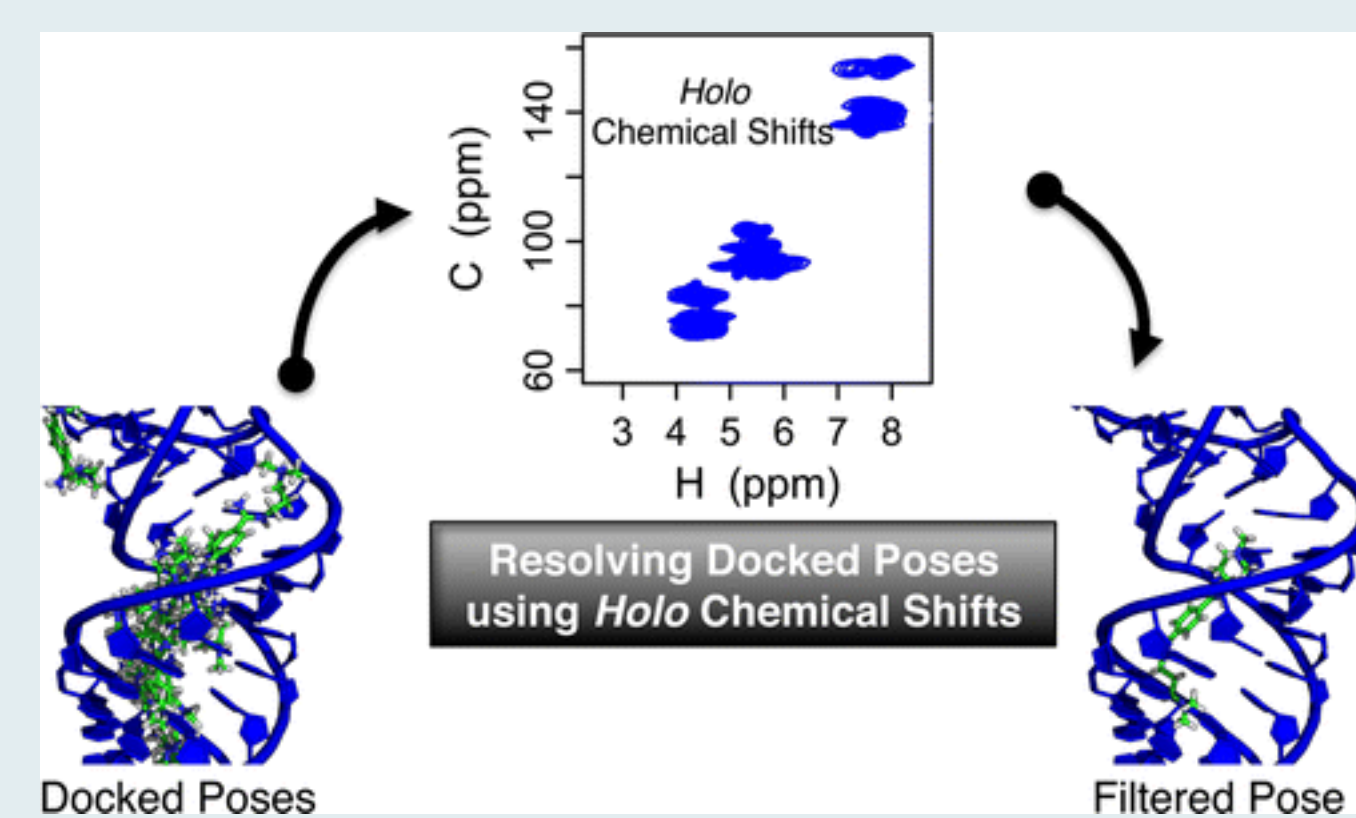 Holo
Chemical Shifts
C (ppm)
140
100
60
3 4 5 6 7 8
H (ppm)
Resolving Docked Poses
using Holo Chemical Shifts
Docked Poses
Filtered Pose